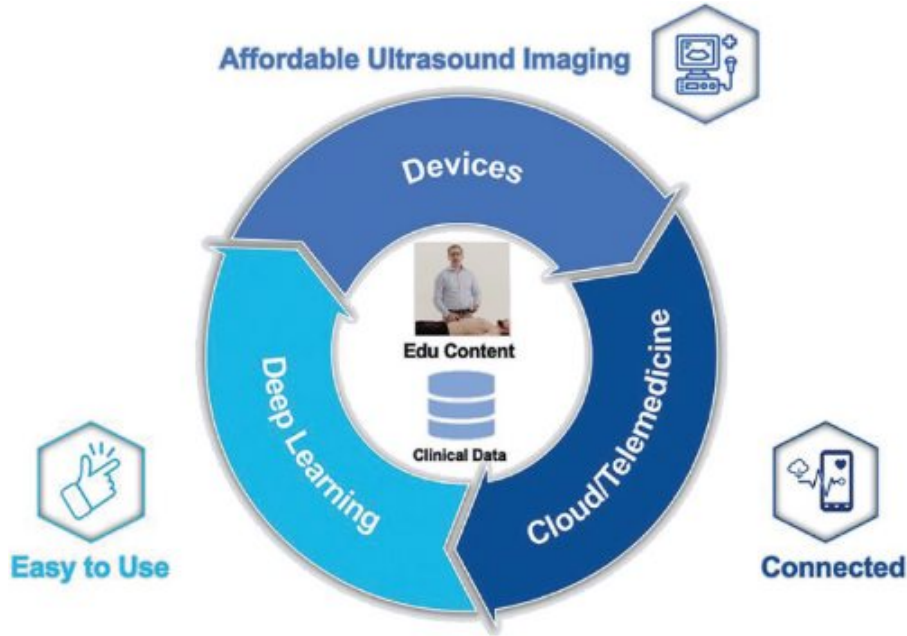 Affordable Ultrasound Imaging
Devices
Edu Content
Clinical Data
Deep Learning
Cloud/Telemedicine
Easy to Use
Connected